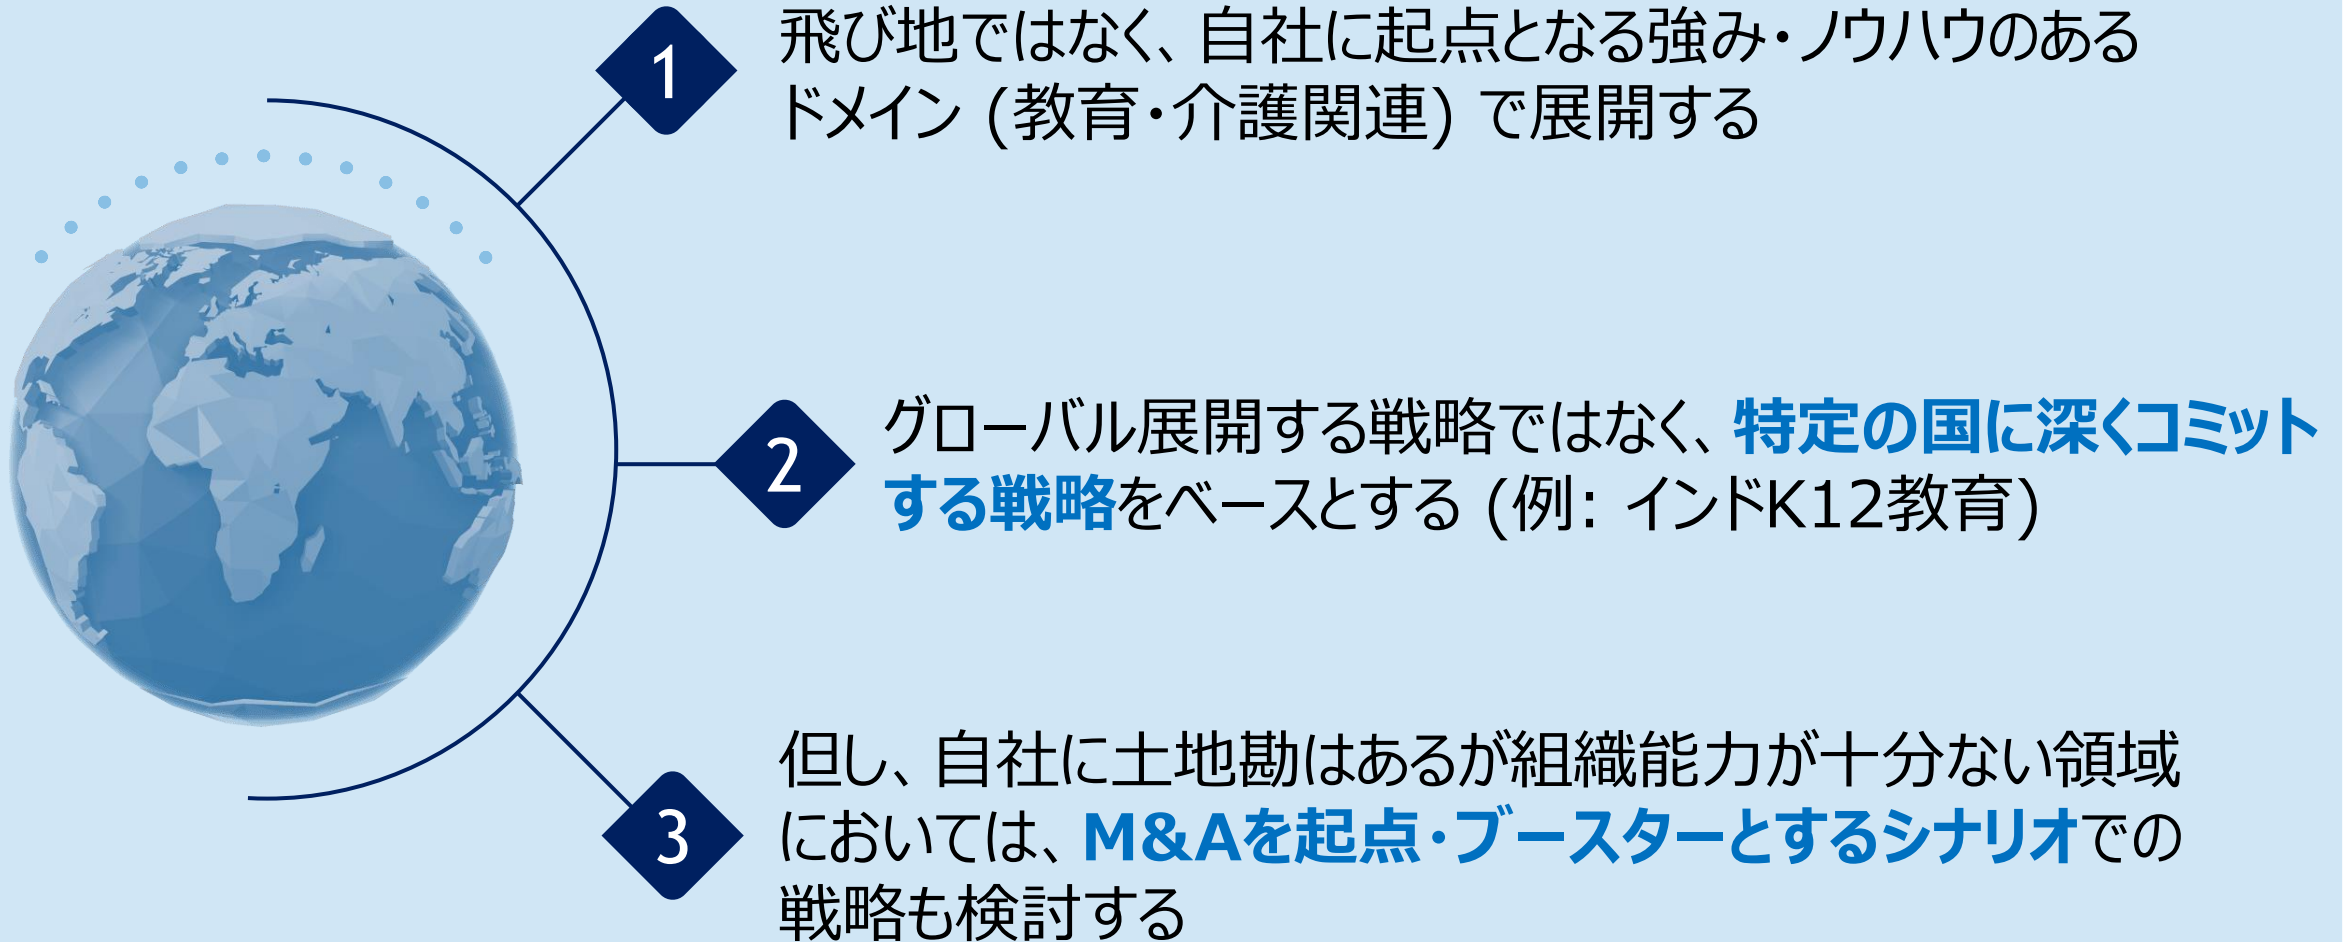 1
飛び地ではなく、自社に起点となる強み・ノウハウのある
ドメイン (教育・介護関連) で展開する
2
グローバル展開する戦略ではなく、特定の国に深くコミット
する戦略をベースとする (例: インドK12教育)
3
但し、自社に土地勘はあるが組織能力が十分ない領域
においては、M&Aを起点・ブースターとするシナリオでの
戦略も検討する